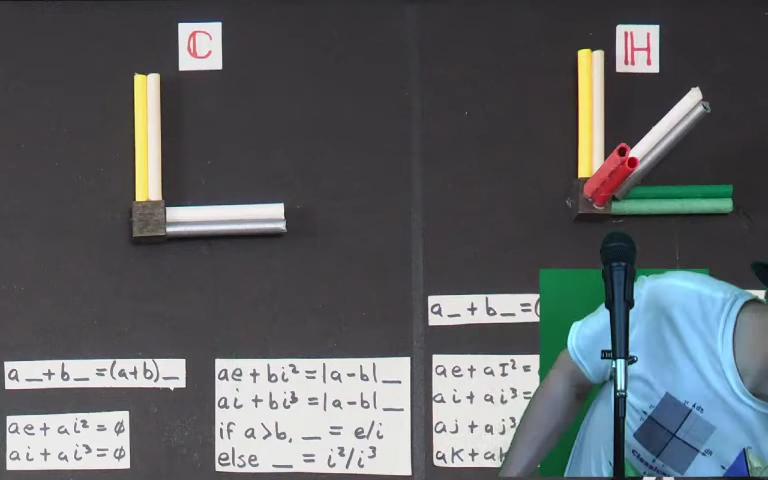 ℂ
a_+b_=(a+b)_
ae+ai²=∅
ai+ai³=∅
ae+bi²=|a-b|_
ai+bi³=|a-b|_
if a>b, _ = e/i
else _ = i²/i³
ℍ
a_+b_=(
ae+aI²=
ai+ai³=
aj+aj³
aK+ak